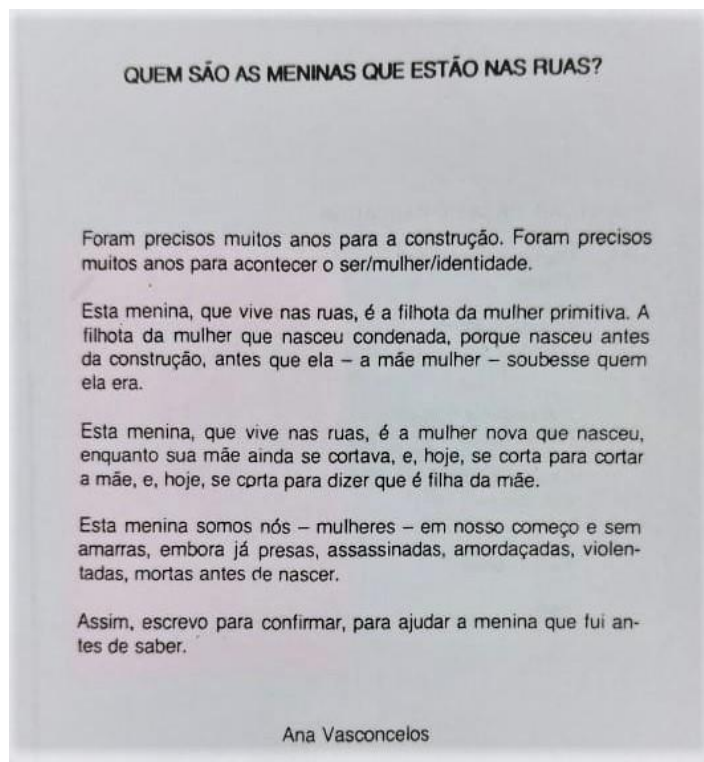 QUEM SÃO AS MENINAS QUE ESTÃO NAS RUAS?
Foram precisos muitos anos para a construção. Foram precisos
muitos anos para acontecer o ser/mulher/identidade.
Esta menina, que vive nas ruas, é a filhota da mulher primitiva. A
filhota da mulher que nasceu condenada, porque nasceu antes
da construção, antes que ela – a mãe mulher – soubesse quem
ela era.
Esta menina, que vive nas ruas, é a mulher nova que nasceu,
enquanto sua mãe ainda se cortava, e, hoje, se corta para cortar
a mãe, e, hoje, se corta para dizer que é filha da mãe.
Esta menina somos nós – mulheres – em nosso começo e sem
amarras, embora já presas, assassinadas, amordaçadas, violen-
tadas, mortas antes de nascer.
Assim, escrevo para confirmar, para ajudar a menina que fui an-
tes de saber.
Ana Vasconcelos